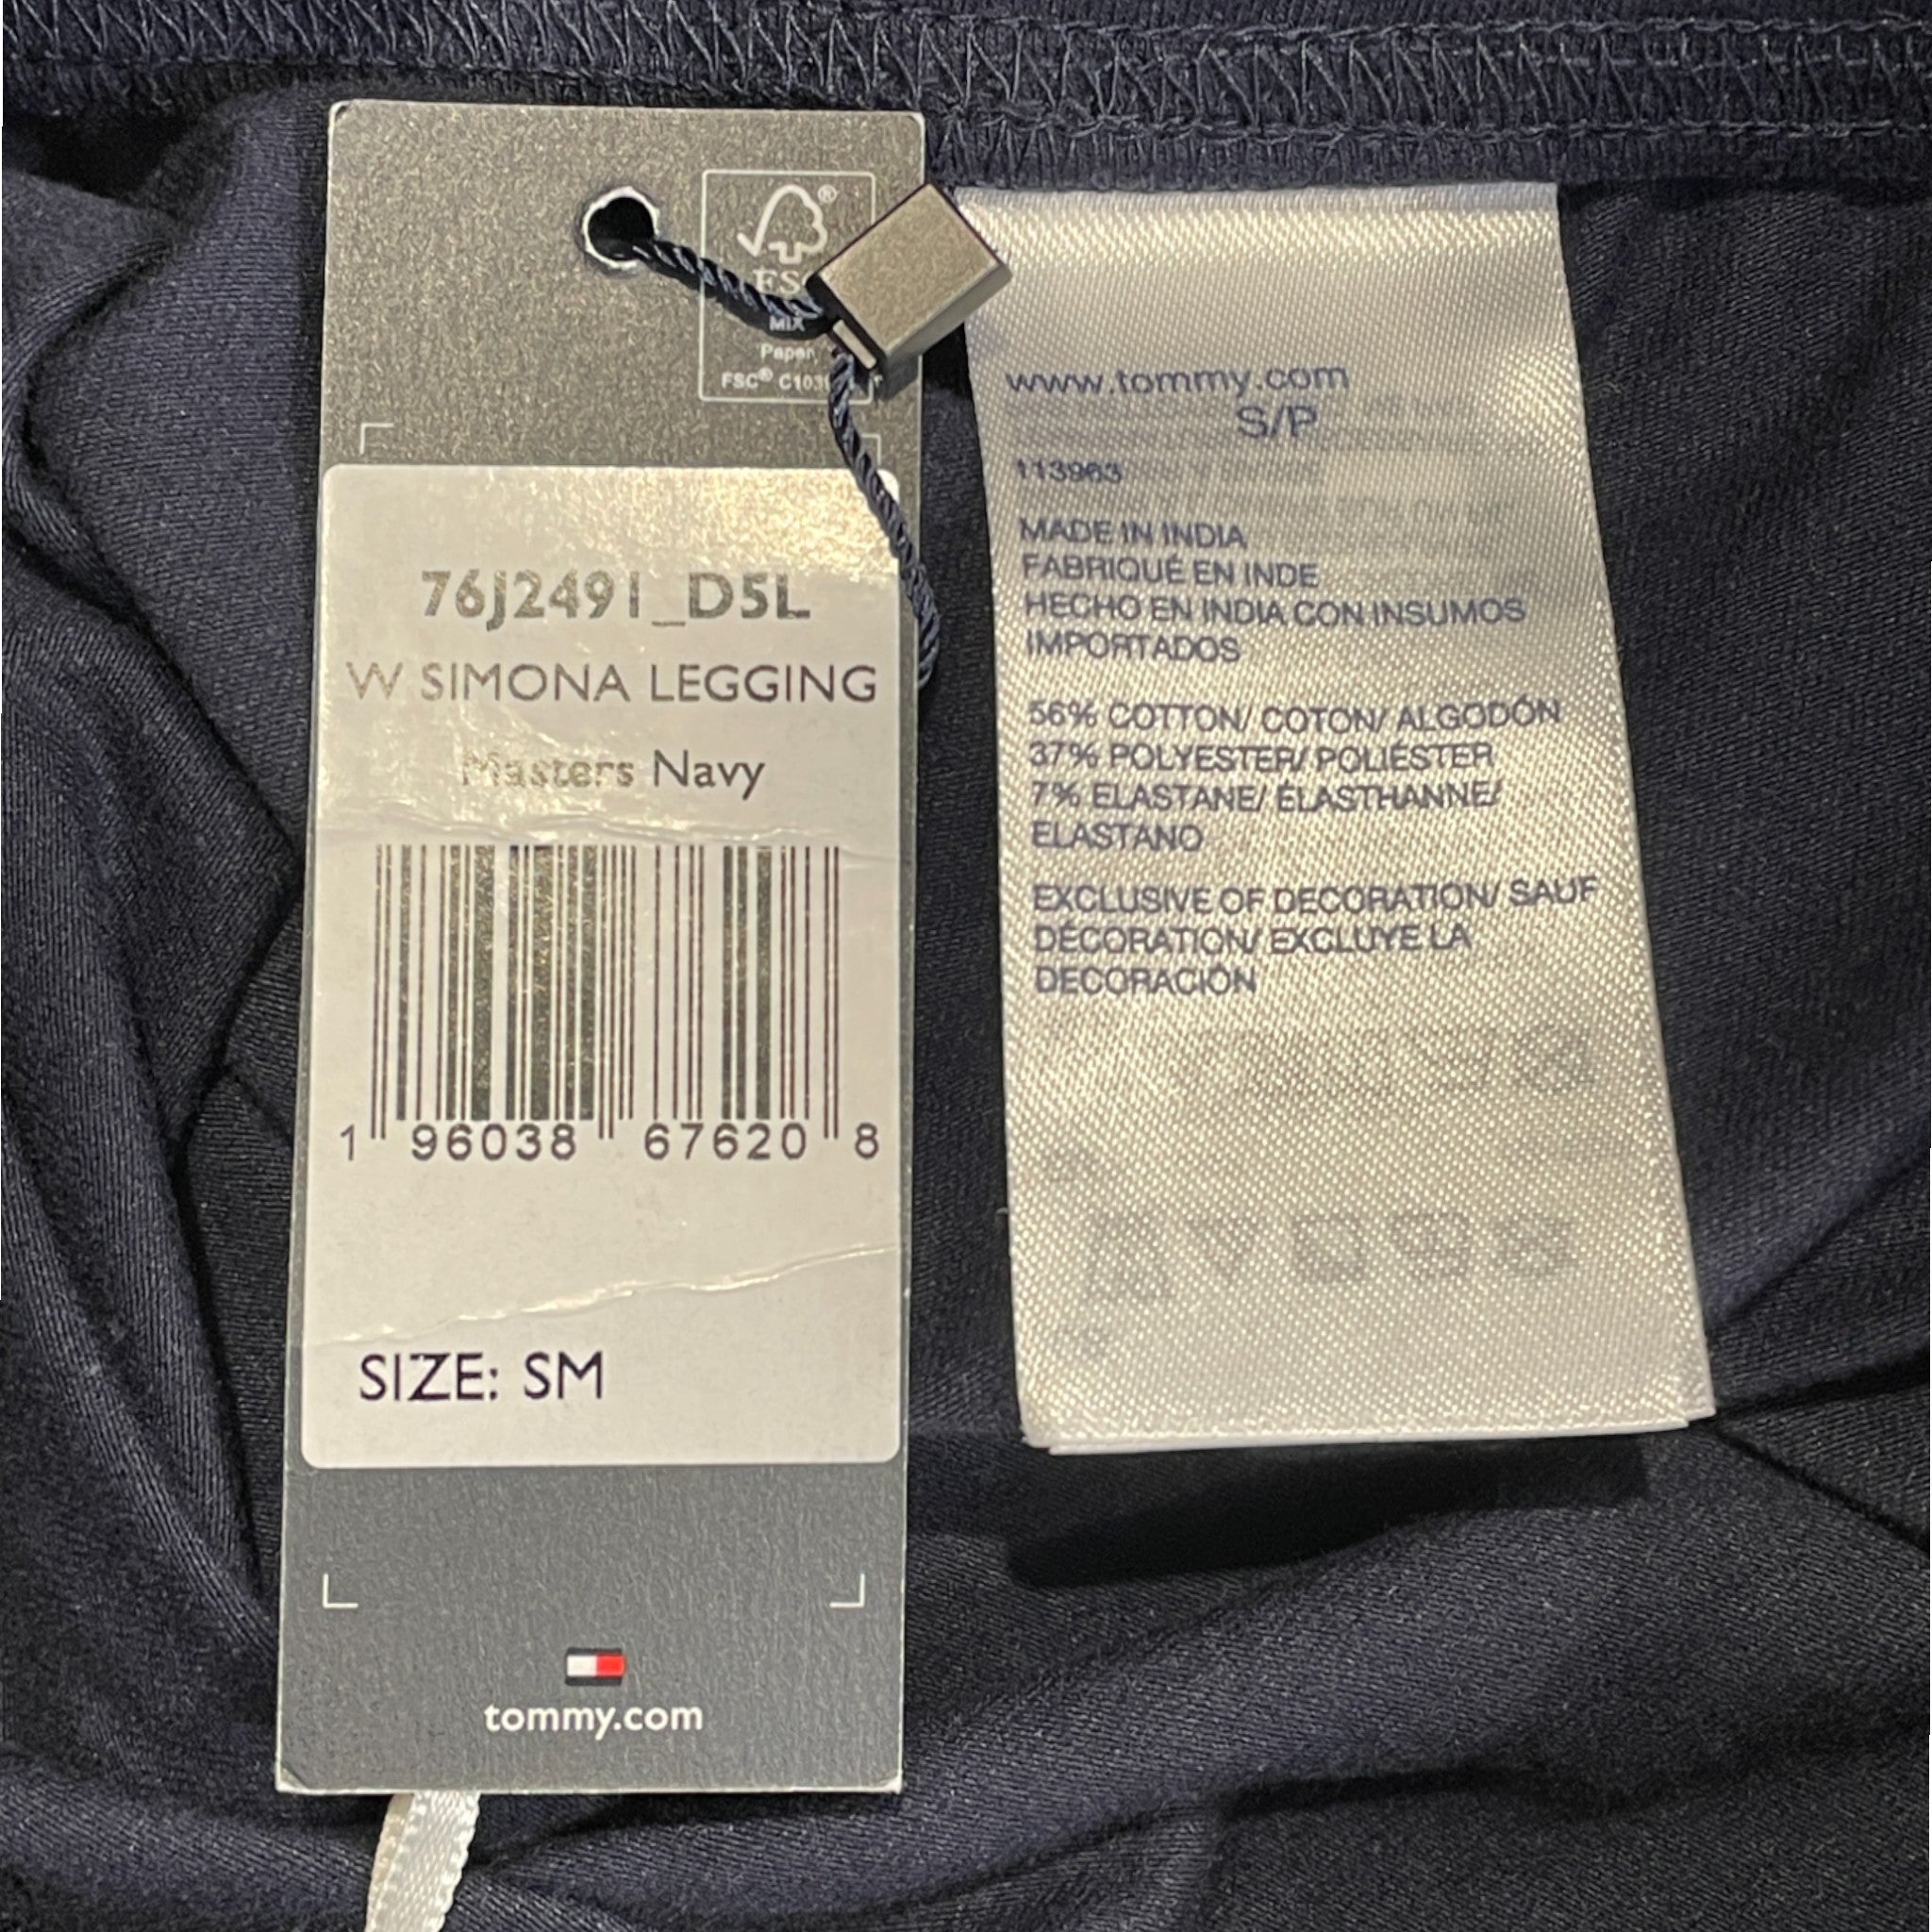 ®
MIX
Paper,
FSC® C103
76J2491_D5L
W SIMONA LEGGING
Masters Navy
1 96038 67620 8
SIZE: SM
tommy.com
www.tommy.com
S/P
113963
MADE IN INDIA
FABRIQUÉ EN INDE
HECHO EN INDIA CON INSUMOS
IMPORTADOS
56% COTTON/ COTON/ ALGODÓN
37% POLYESTER/ POLIÉSTER
7% ELASTANE/ ÉLASTHANNE/
ELASTANO
EXCLUSIVE OF DECORATION/ SAUF
DÉCORATION/ EXCLUYE LA
DECORACIÓN